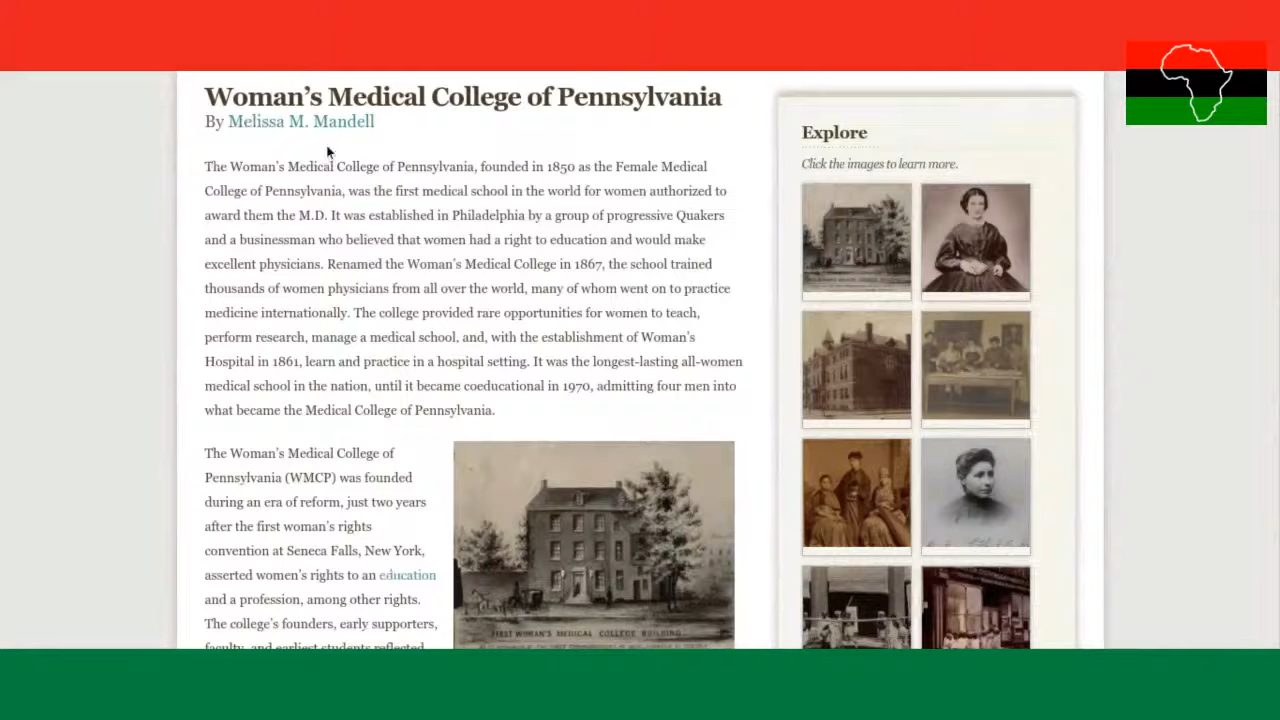 Woman's Medical College of Pennsylvania
By Melissa M. Mandell
The Woman's Medical College of Pennsylvania, founded in 1850 as the Female Medical
College of Pennsylvania, was the first medical school in the world for women authorized to
award them the M.D. It was established in Philadelphia by a group of progressive Quakers
and a businessman who believed that women had a right to education and would make
excellent physicians. Renamed the Woman's Medical College in 1867, the school trained
thousands of women physicians from all over the world, many of whom went on to practice
medicine internationally. The college provided rare opportunities for women to teach,
perform research, manage a medical school, and, with the establishment of Woman's
Hospital in 1861, learn and practice in a hospital setting. It was the longest-lasting all-women
medical school in the nation, until it became coeducational in 1970, admitting four men into
what became the Medical College of Pennsylvania.
The Woman's Medical College of
Pennsylvania (WMCP) was founded
during an era of reform, just two years
after the first woman's rights
convention at Seneca Falls, New York,
asserted women's rights to an education
and a profession, among other rights.
The college's founders, early supporters,
faculty, and earliest students reflected
FIRST WOMAN'S MEDICAL COLLEGE BUILDING
Explore
Click the images to learn more.